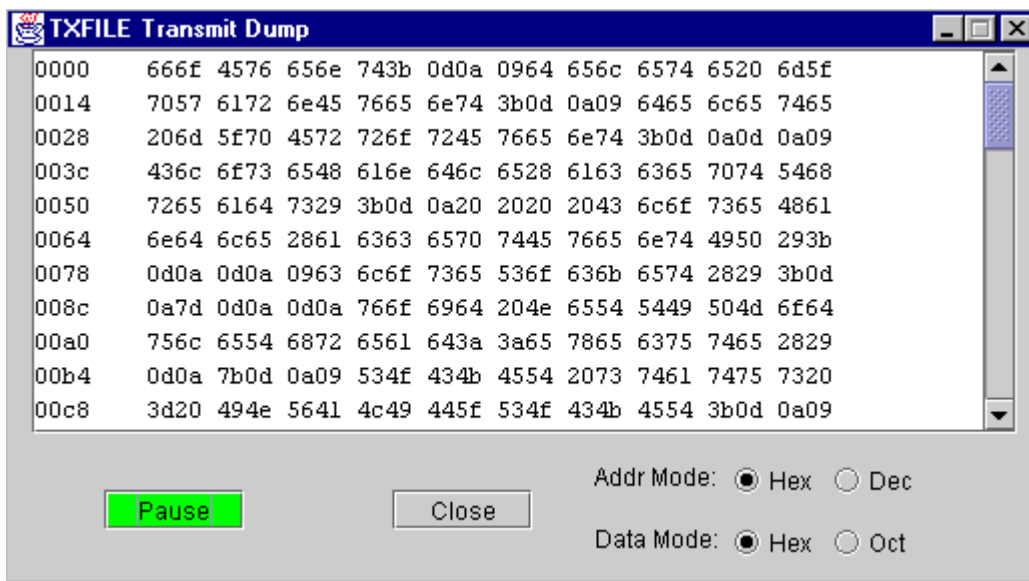 TXFILE Transmit Dump
0000 666f 4576 656e 743b 0d0a 0964 656c 6574 6520 6d5f
0014 7057 6172 6e45 7665 6e74 3b0d 0a09 6465 6c65 7465
0028 206d 5f70 4572 726f 7245 7665 6e74 3b0d 0a0d 0a09
003c 436c 6f73 6548 616e 646c 6528 6163 6365 7074 5468
0050 7265 6164 7329 3b0d 0a20 2020 2043 6c6f 7365 4861
0064 6e64 6c65 2861 6363 6570 7445 7665 6e74 4950 293b
0078 0d0a 0d0a 0963 6c6f 7365 536f 636b 6574 2829 3b0d
008c 0a7d 0d0a 0d0a 766f 6964 204e 6554 5449 504d 6f64
00a0 756c 6554 6872 6561 643a 3a65 7865 6375 7465 2829
00b4 0d0a 7b0d 0a09 534f 434b 4554 2073 7461 7475 7320
00c8 3d20 494e 5641 4c49 445f 534f 434b 4554 3b0d 0a09
Addr Mode: Hex Dec
Pause Close
Data Mode: Hex Oct